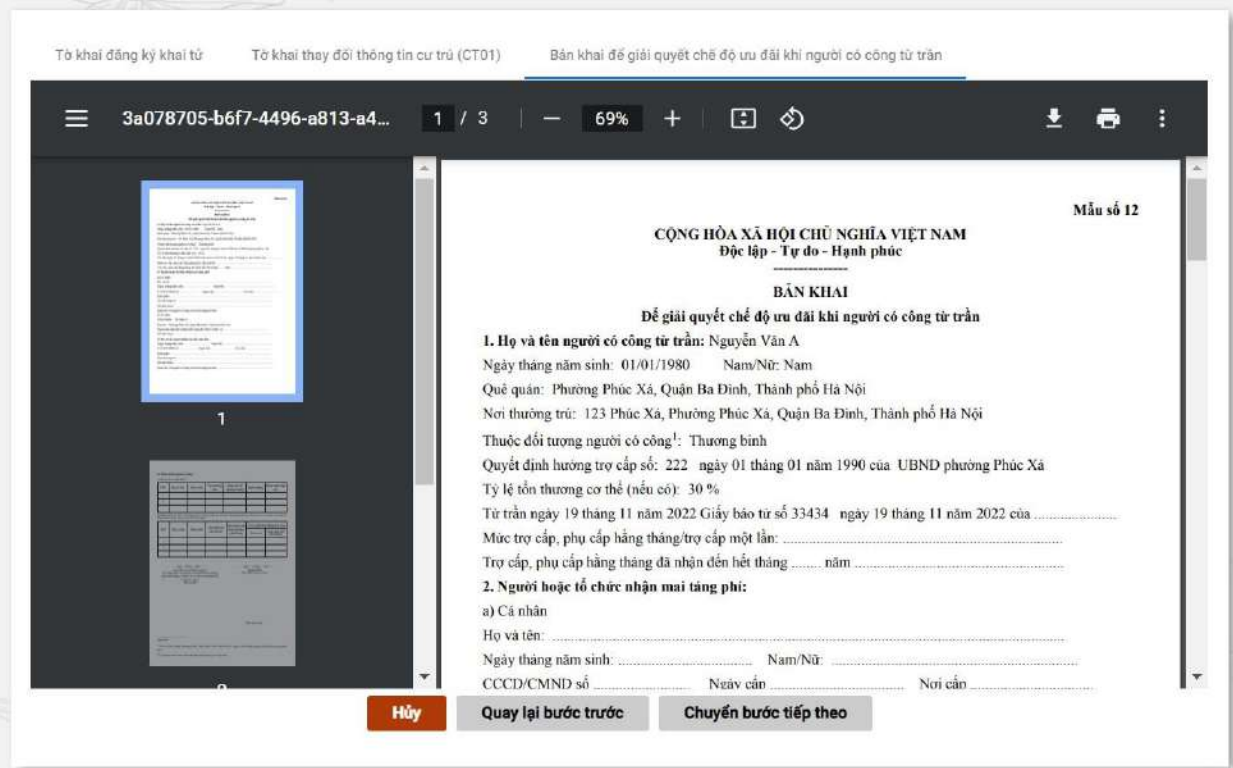 Tờ khai đăng ký khai tử
Tờ khai thay đổi thông tin cư trú (CT01)
Bản khai để giải quyết chế độ ưu đãi khi người có công từ trần
3a078705-b6f7-4496-a813-a4...
1 / 3
69%
1
Mẫu số 12
CỘNG HÒA XÃ HỘI CHỦ NGHĨA VIỆT NAM
Độc lập - Tự do - Hạnh phúc
---------------
BẢN KHAI
Để giải quyết chế độ ưu đãi khi người có công từ trần
1. Họ và tên người có công từ trần: Nguyễn Văn A
Ngày tháng năm sinh: 01/01/1980 Nam/Nữ: Nam
Quê quán: Phường Phúc Xá, Quận Ba Đình, Thành phố Hà Nội
Nơi thường trú: 123 Phúc Xá, Phường Phúc Xá, Quận Ba Đình, Thành phố Hà Nội
Thuộc đối tượng người có công1: Thương binh
Quyết định hưởng trợ cấp số: 222 ngày 01 tháng 01 năm 1990 của UBND phường Phúc Xá
Tỷ lệ tổn thương cơ thể (nếu có): 30 %
Từ trần ngày 19 tháng 11 năm 2022 Giấy báo tử số 33434 ngày 19 tháng 11 năm 2022 của
Mức trợ cấp, phụ cấp hằng tháng/trợ cấp một lần:
Trợ cấp, phụ cấp hằng tháng đã nhận đến hết tháng ........ năm
2. Người hoặc tổ chức nhận mai táng phí:
a) Cá nhân
Họ và tên:
Ngày tháng năm sinh: Nam/Nữ:
CCCD/CMND số Ngày cấp Nơi cấp
Hủy
Quay lại bước trước
Chuyển bước tiếp theo